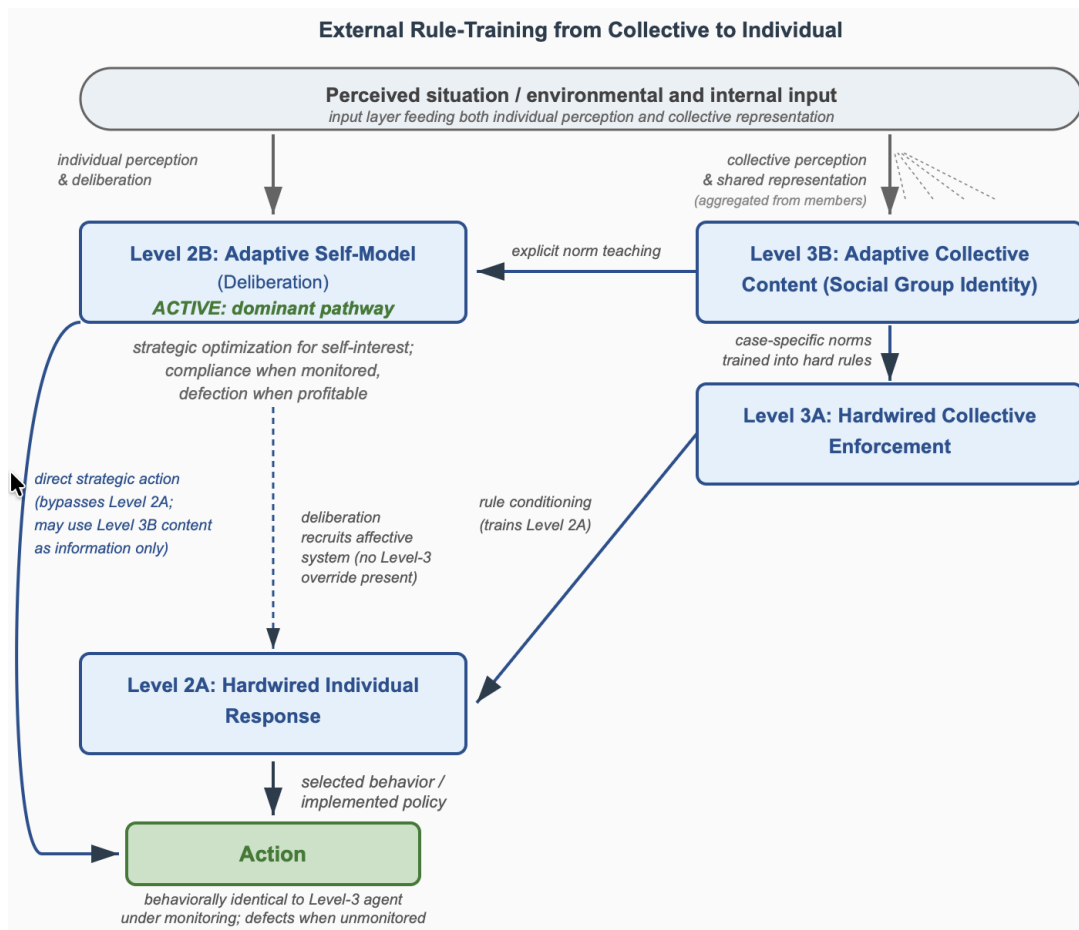 External Rule-Training from Collective to Individual
Perceived situation / environmental and internal input
input layer feeding both individual perception and collective representation
individual perception
& deliberation
collective perception
& shared representation
(aggregated from members)
Level 2B: Adaptive Self-Model
(Deliberation)
ACTIVE: dominant pathway
explicit norm teaching
Level 3B: Adaptive Collective
Content (Social Group Identity)
strategic optimization for self-interest;
compliance when monitored,
defection when profitable
case-specific norms
trained into hard rules
Level 3A: Hardwired Collective
Enforcement
direct strategic action
(bypasses Level 2A;
may use Level 3B content
as information only)
deliberation
recruits affective
system (no Level-3
override present)
rule conditioning
(trains Level 2A)
Level 2A: Hardwired Individual
Response
selected behavior /
implemented policy
Action
behaviorally identical to Level-3 agent
under monitoring; defects when unmonitored